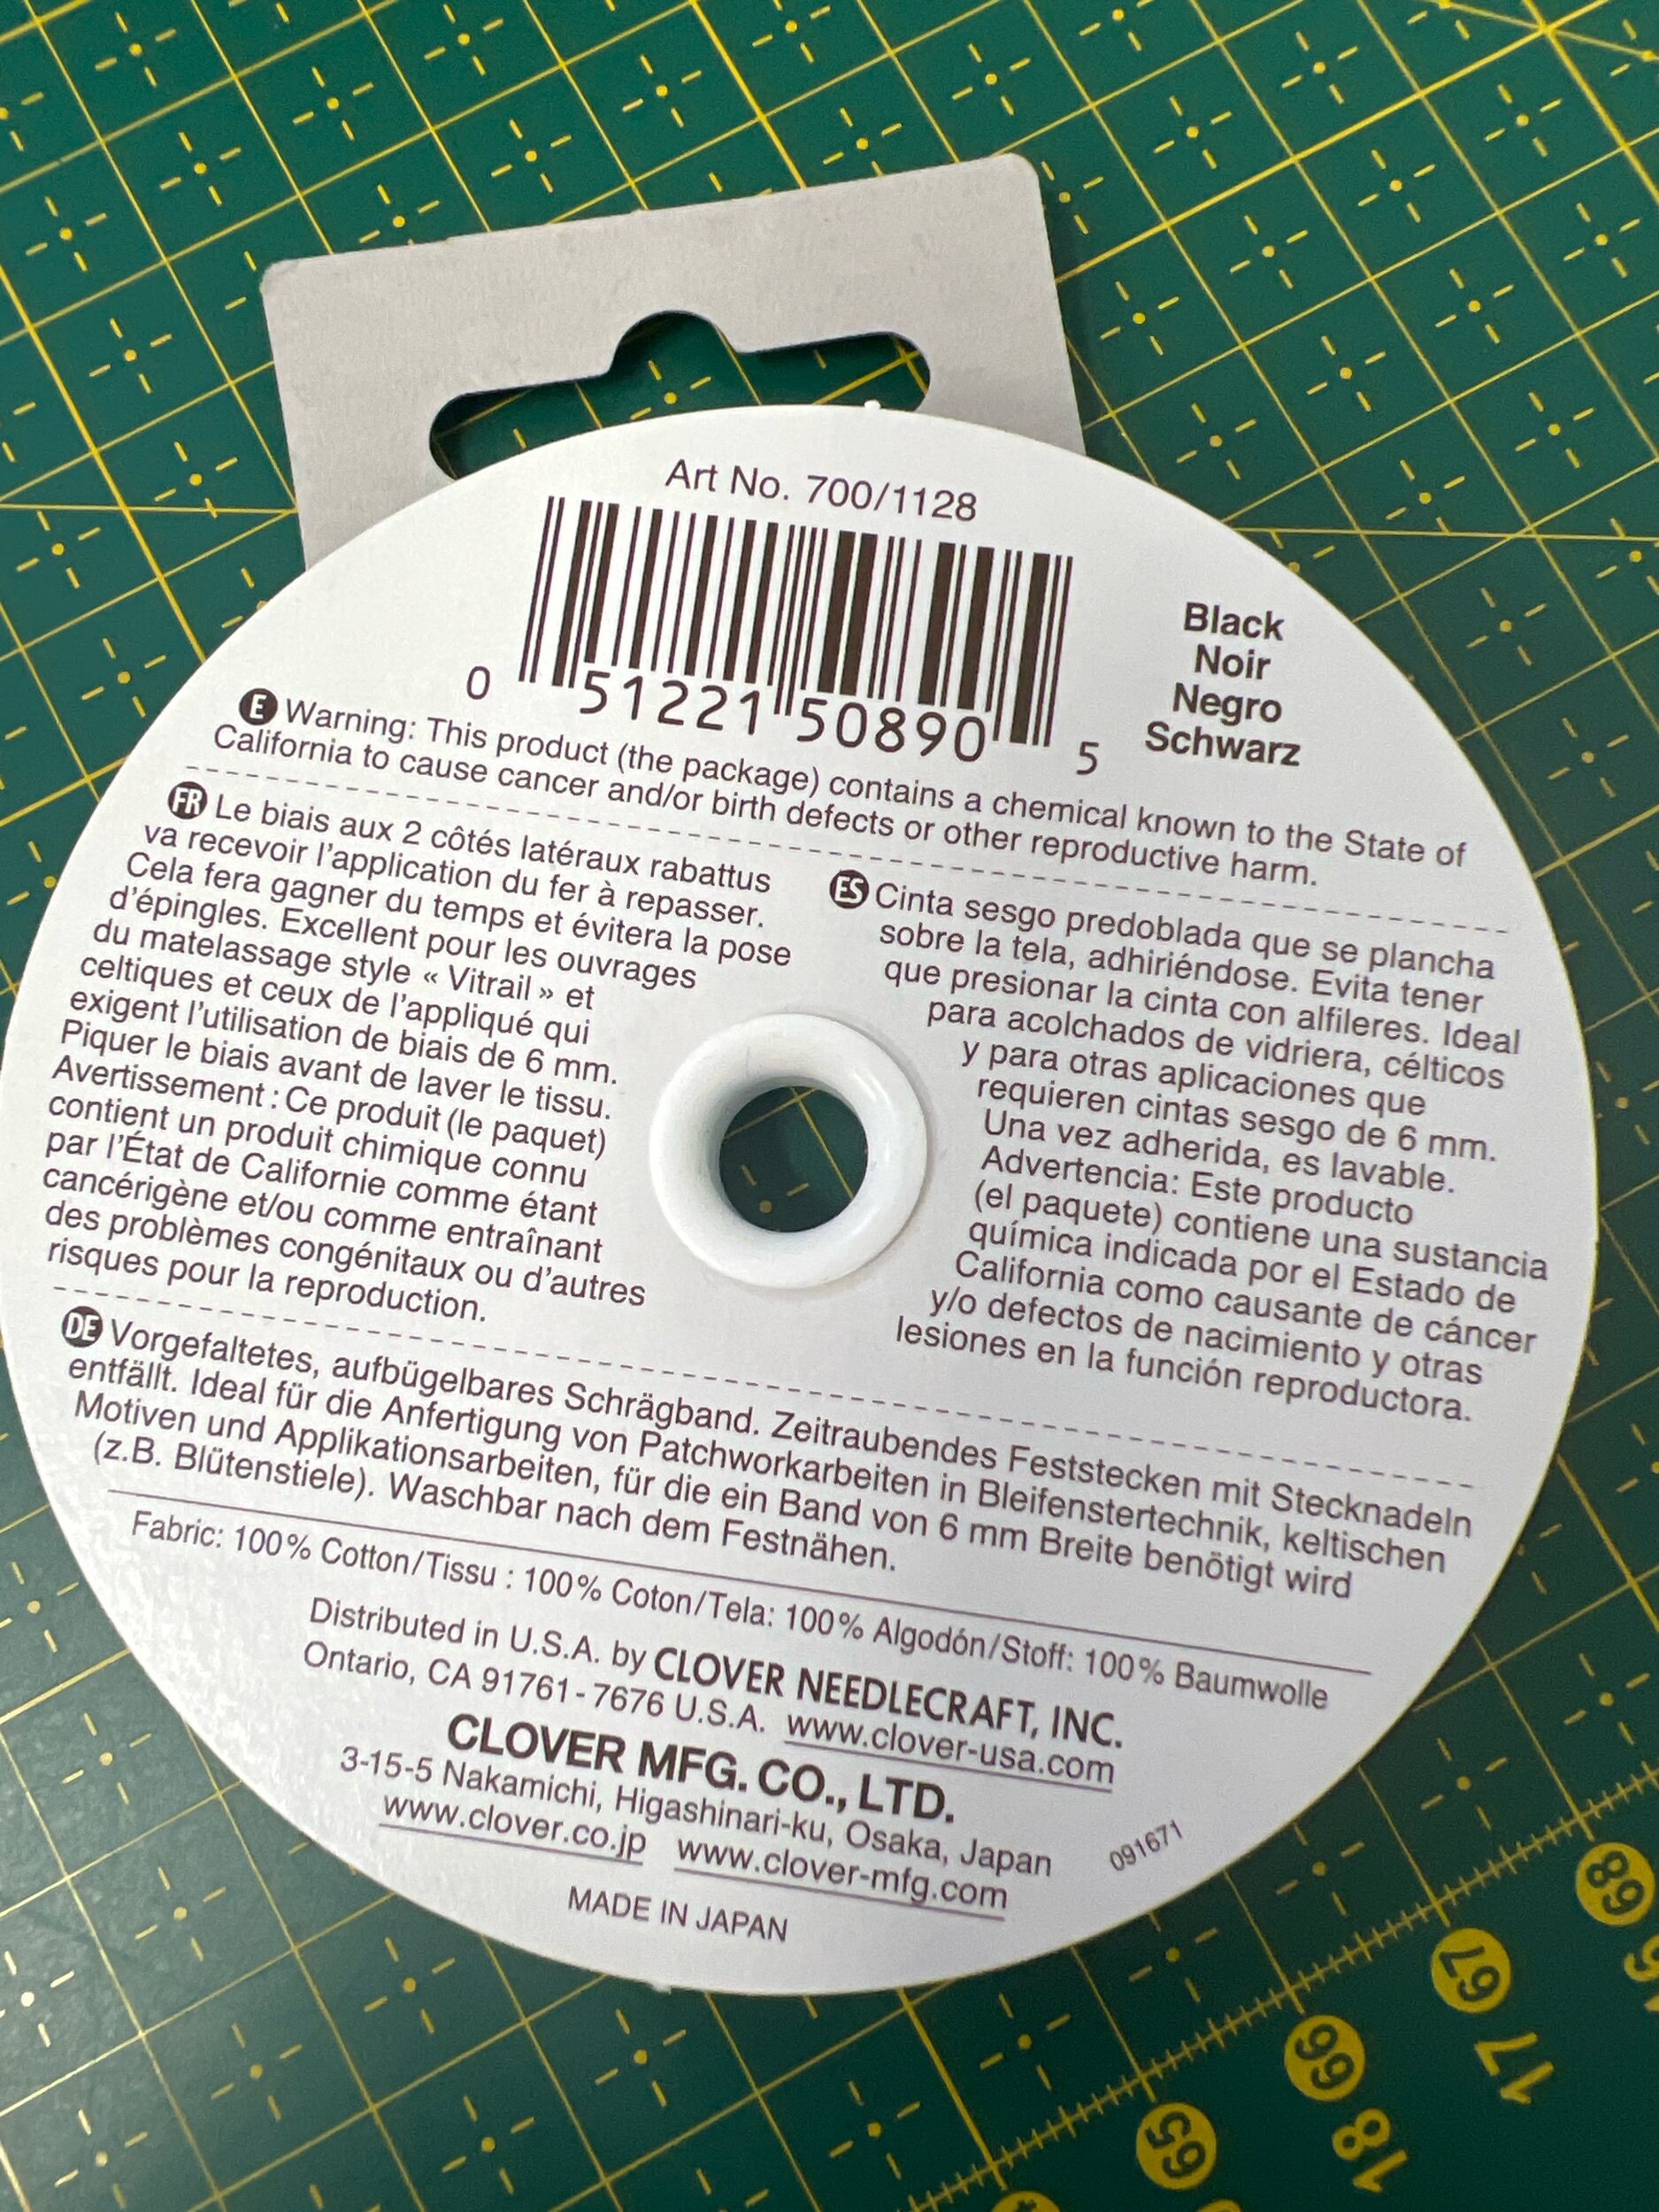 Art No. 700/1128
0 51221 50890 5
Black
Noir
Negro
Schwarz
E Warning: This product (the package) contains a chemical known to the State of
California to cause cancer and/or birth defects or other reproductive harm.
FR Le biais aux 2 côtés latéraux rabattus
va recevoir l'application du fer à repasser.
Cela fera gagner du temps et évitera la pose
d'épingles. Excellent pour les ouvrages
du matelassage style « Vitrail » et
celtiques et ceux de l'appliqué qui
exigent l'utilisation de biais de 6 mm.
Piquer le biais avant de laver le tissu.
Avertissement : Ce produit (le paquet)
contient un produit chimique connu
par l'État de Californie comme étant
cancérigène et/ou comme entraînant
des problèmes congénitaux ou d'autres
risques pour la reproduction.
ES Cinta sesgo predoblada que se plancha
sobre la tela, adhiriéndose. Evita tener
que presionar la cinta con alfileres. Ideal
para acolchados de vidriera, célticos
y para otras aplicaciones que
requieren cintas sesgo de 6 mm.
Una vez adherida, es lavable.
Advertencia: Este producto
(el paquete) contiene una sustancia
química indicada por el Estado de
California como causante de cáncer
y/o defectos de nacimiento y otras
lesiones en la función reproductora.
DE Vorgefaltetes, aufbügelbares Schrägband. Zeitraubendes Feststecken mit Stecknadeln
entfällt. Ideal für die Anfertigung von Patchworkarbeiten in Bleifenstertechnik, keltischen
Motiven und Applikationsarbeiten, für die ein Band von 6 mm Breite benötigt wird
(z.B. Blütenstiele). Waschbar nach dem Festnähen.
Fabric: 100% Cotton/Tissu : 100% Coton/Tela: 100% Algodón/Stoff: 100% Baumwolle
Distributed in U.S.A. by CLOVER NEEDLECRAFT, INC.
Ontario, CA 91761-7676 U.S.A. www.clover-usa.com
CLOVER MFG. CO., LTD.
3-15-5 Nakamichi, Higashinari-ku, Osaka, Japan
www.clover.co.jp www.clover-mfg.com
091671
MADE IN JAPAN
68
67
66
65
17
18